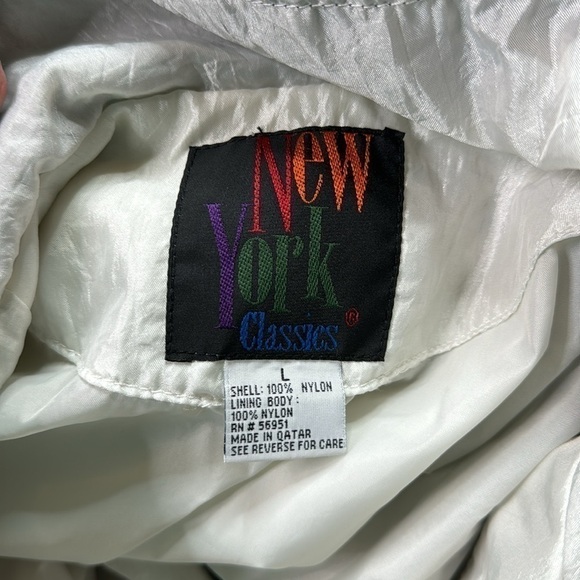 New
York
Classics®
L
SHELL: 100% NYLON
LINING BODY:
100% NYLON
RN # 56951
MADE IN QATAR
SEE REVERSE FOR CARE